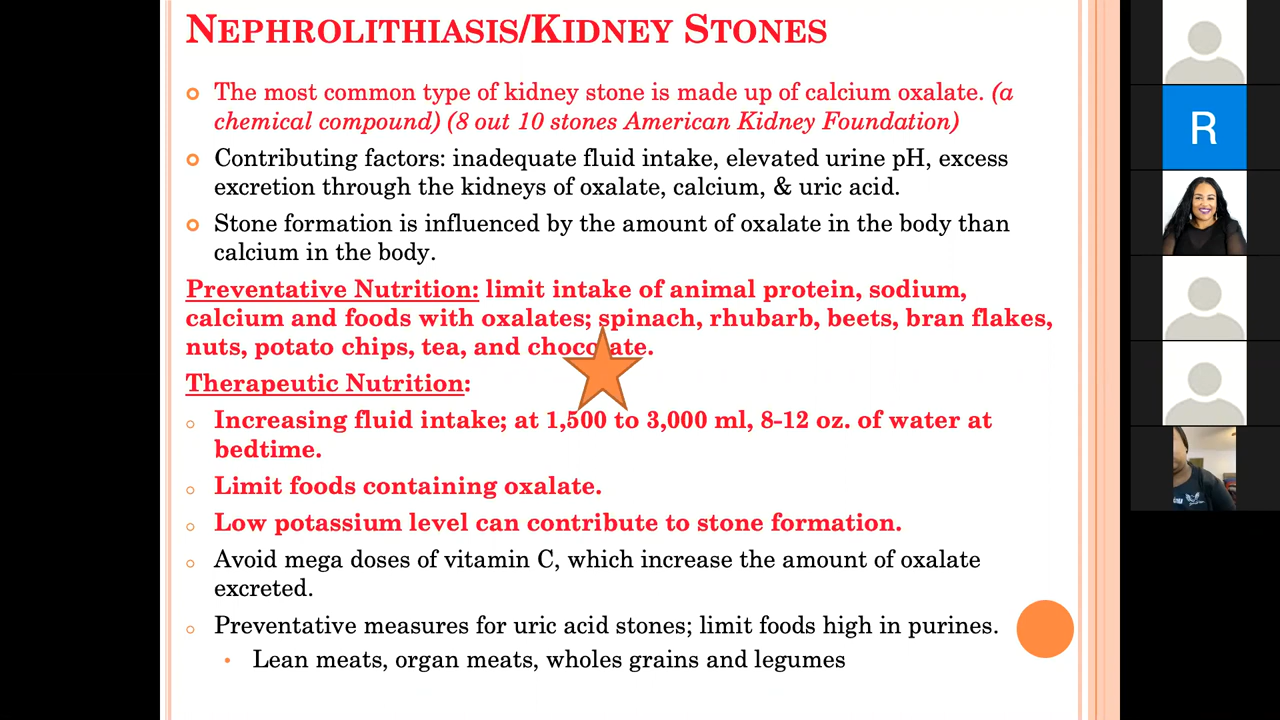 NEPHROLITHIASIS/KIDNEY STONES
The most common type of kidney stone is made up of calcium oxalate. (a
chemical compound) (8 out 10 stones American Kidney Foundation)
Contributing factors: inadequate fluid intake, elevated urine pH, excess
excretion through the kidneys of oxalate, calcium, & uric acid.
Stone formation is influenced by the amount of oxalate in the body than
calcium in the body.
Preventative Nutrition: limit intake of animal protein, sodium,
calcium and foods with oxalates; spinach, rhubarb, beets, bran flakes,
nuts, potato chips, tea, and chocolate.
Therapeutic Nutrition:
Increasing fluid intake; at 1,500 to 3,000 ml, 8-12 oz. of water at
bedtime.
Limit foods containing oxalate.
Low potassium level can contribute to stone formation.
Avoid mega doses of vitamin C, which increase the amount of oxalate
excreted.
Preventative measures for uric acid stones; limit foods high in purines.
Lean meats, organ meats, wholes grains and legumes
R